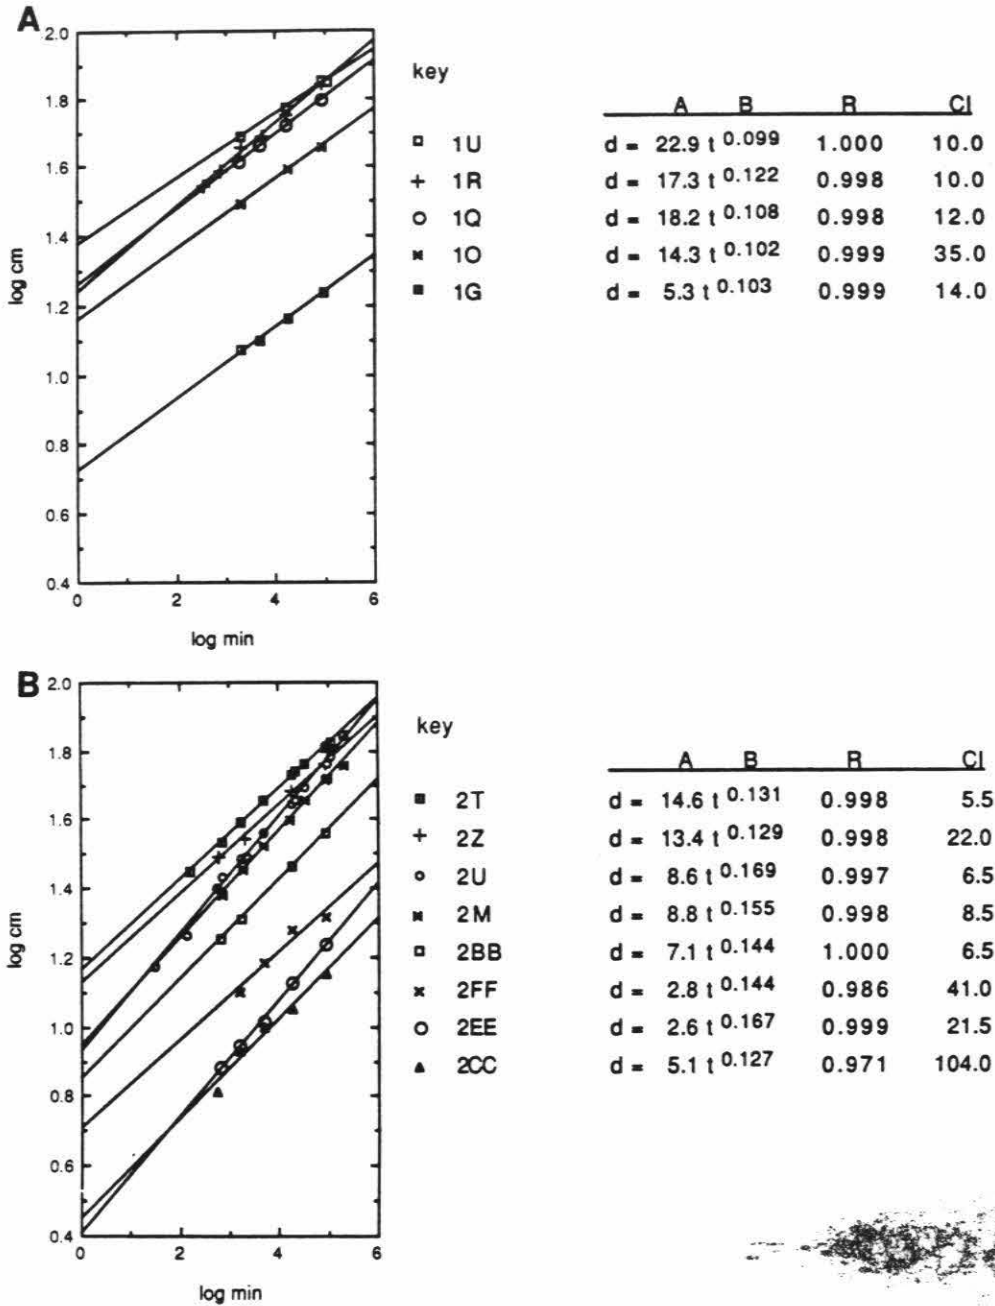 A
2.0
1.8
1.6
1.4
1.2
1.0
0.8
0.6
0.4
log cm
0 2 4 6
log min
key
1U
1R
1Q
1O
1G
A B R CI
d = 22.9 t 0.099 1.000 10.0
d = 17.3 t 0.122 0.998 10.0
d = 18.2 t 0.108 0.998 12.0
d = 14.3 t 0.102 0.999 35.0
d = 5.3 t 0.103 0.999 14.0
B
2.0
1.8
1.6
1.4
1.2
1.0
0.8
0.6
0.4
log cm
0 2 4 6
log min
key
2T
2Z
2U
2M
2BB
2FF
2EE
2CC
A B R CI
d = 14.6 t 0.131 0.998 5.5
d = 13.4 t 0.129 0.998 22.0
d = 8.6 t 0.169 0.997 6.5
d = 8.8 t 0.155 0.998 8.5
d = 7.1 t 0.144 1.000 6.5
d = 2.8 t 0.144 0.986 41.0
d = 2.6 t 0.167 0.999 21.5
d = 5.1 t 0.127 0.971 104.0